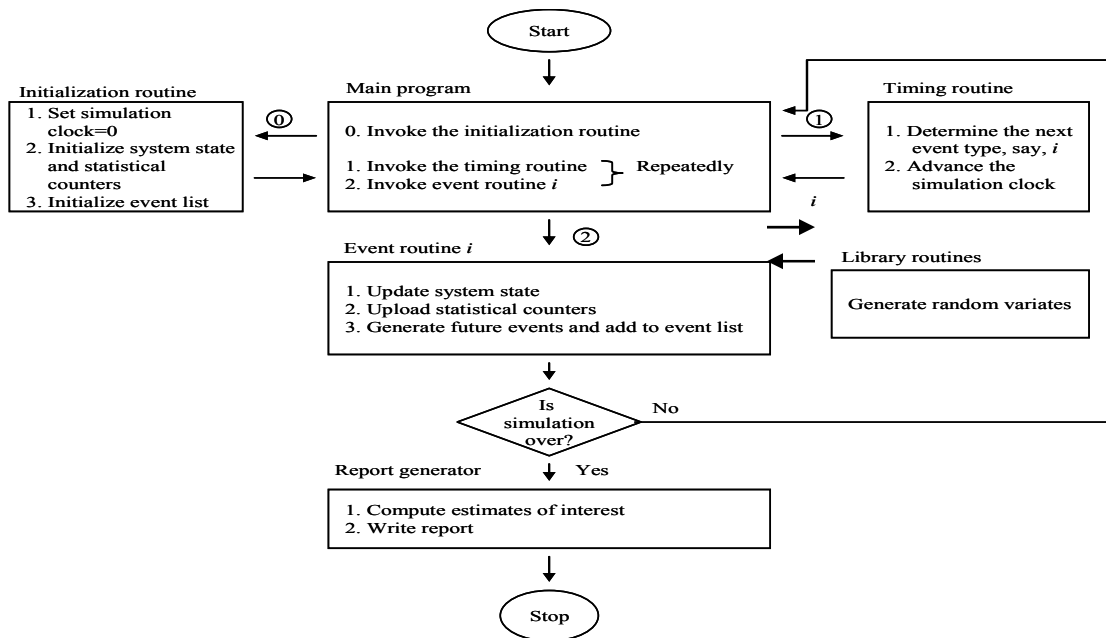 Start
Initialization routine
1. Set simulation
clock=0
2. Initialize system state
and statistical
counters
3. Initialize event list
0
Main program
0. Invoke the initialization routine
1. Invoke the timing routine
2. Invoke event routine i
Repeatedly
1
Timing routine
1. Determine the next
event type, say, i
2. Advance the
simulation clock
i
2
Event routine i
1. Update system state
2. Upload statistical counters
3. Generate future events and add to event list
Library routines
Generate random variates
Is
simulation
over?
No
Yes
Report generator
1. Compute estimates of interest
2. Write report
Stop